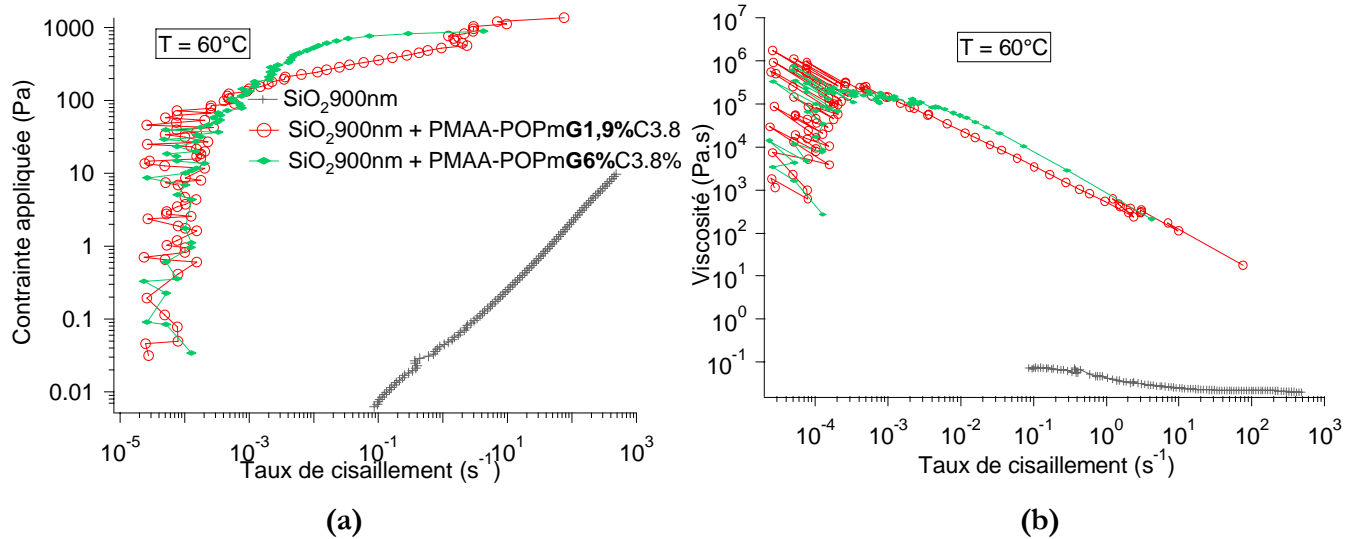 T = 60°C
Contrainte appliquée (Pa)
1000
100
10
1
0.1
0.01
SiO2900nm
SiO2900nm + PMAA-POPmG1,9%C3.8
SiO2900nm + PMAA-POPmG6%C3.8%
10-5 10-3 10-1 101 103
Taux de cisaillement (s-1)
(a)
T = 60°C
Viscosité (Pa.s)
107
106
105
104
103
102
101
100
10-1
10-4 10-3 10-2 10-1 100 101 102 103
Taux de cisaillement (s-1)
(b)